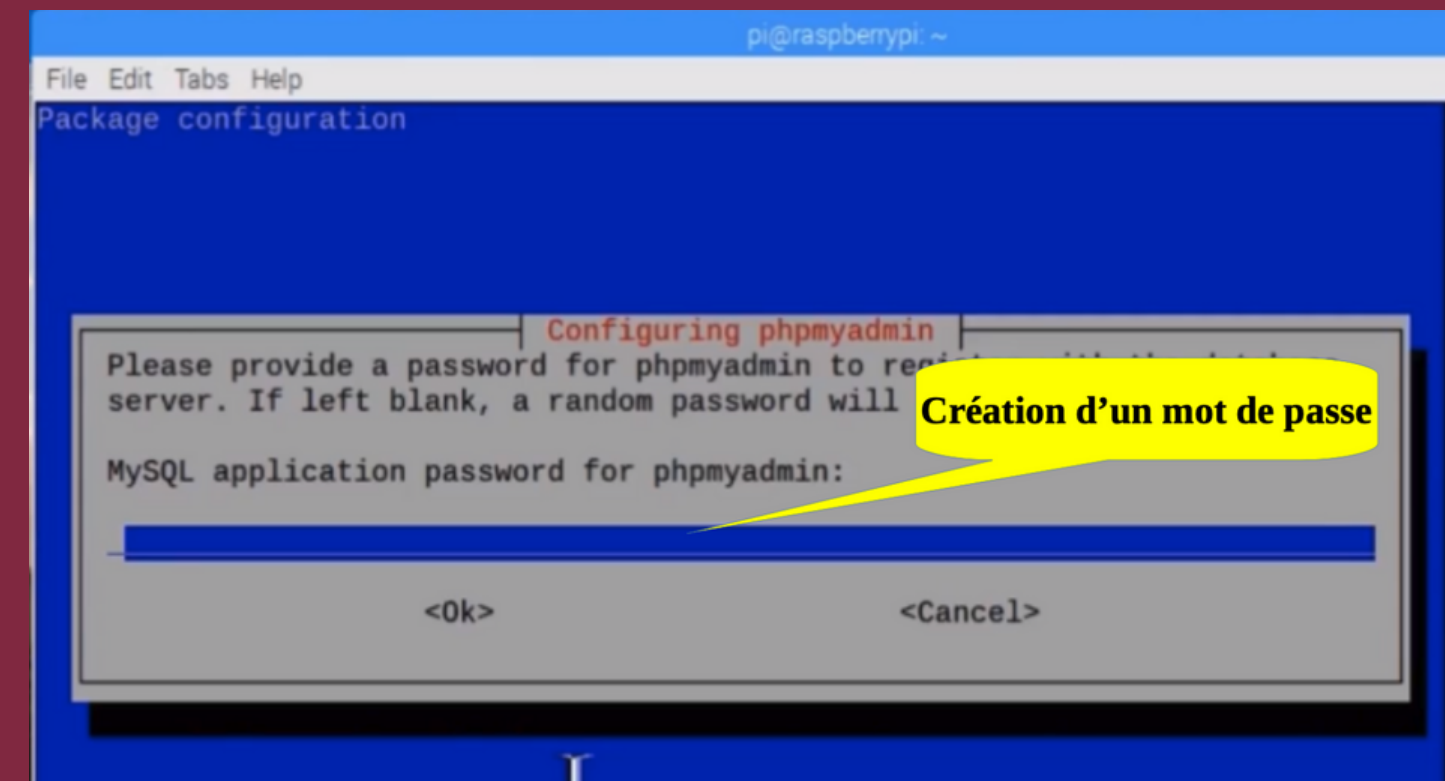 pi@raspberrypi: ~
File Edit Tabs Help
Package configuration
Configuring phpmyadmin
Please provide a password for phpmyadmin to
server. If left blank, a random password will
Création d’un mot de passe
MySQL application password for phpmyadmin:
<Ok> <Cancel>